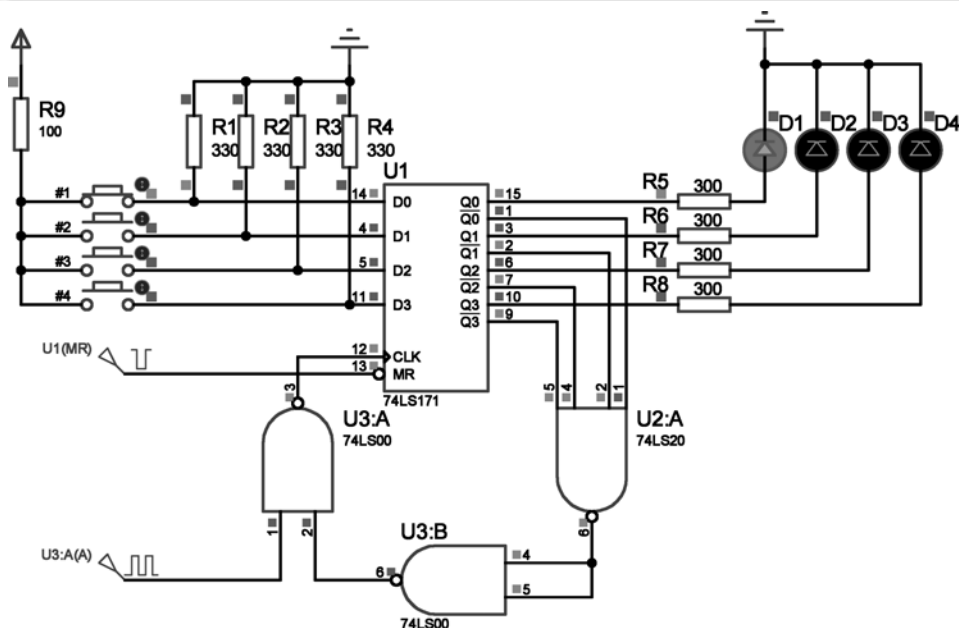 R9
100
R1
330
R2
330
R3
330
R4
330
U1
D1
D2
D3
D4
#1
#2
#3
#4
14
4
5
11
12
13
D0
D1
D2
D3
CLK
MR
Q0
Q0
Q1
Q1
Q2
Q2
Q3
Q3
15
1
3
2
6
7
10
9
R5
300
R6
300
R7
300
R8
300
U1(MR)
74LS171
3
U3:A
74LS00
1
2
5
4
2
1
U2:A
74LS20
6
U3:B
4
5
6
74LS00
U3:A(A)